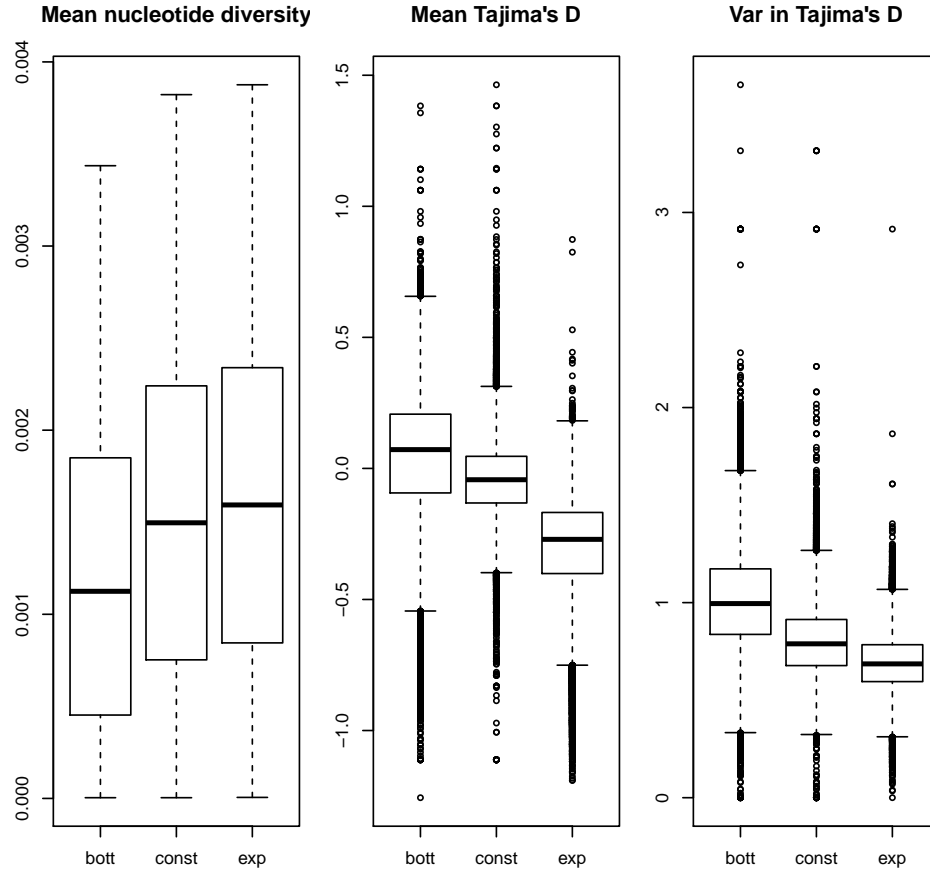 Mean nucleotide diversity
0.004
0.003
0.002
0.001
0.000
bott const exp
Mean Tajima's D
1.5
1.0
0.5
0.0
−0.5
−1.0
bott const exp
Var in Tajima's D
3
2
1
0
bott const exp